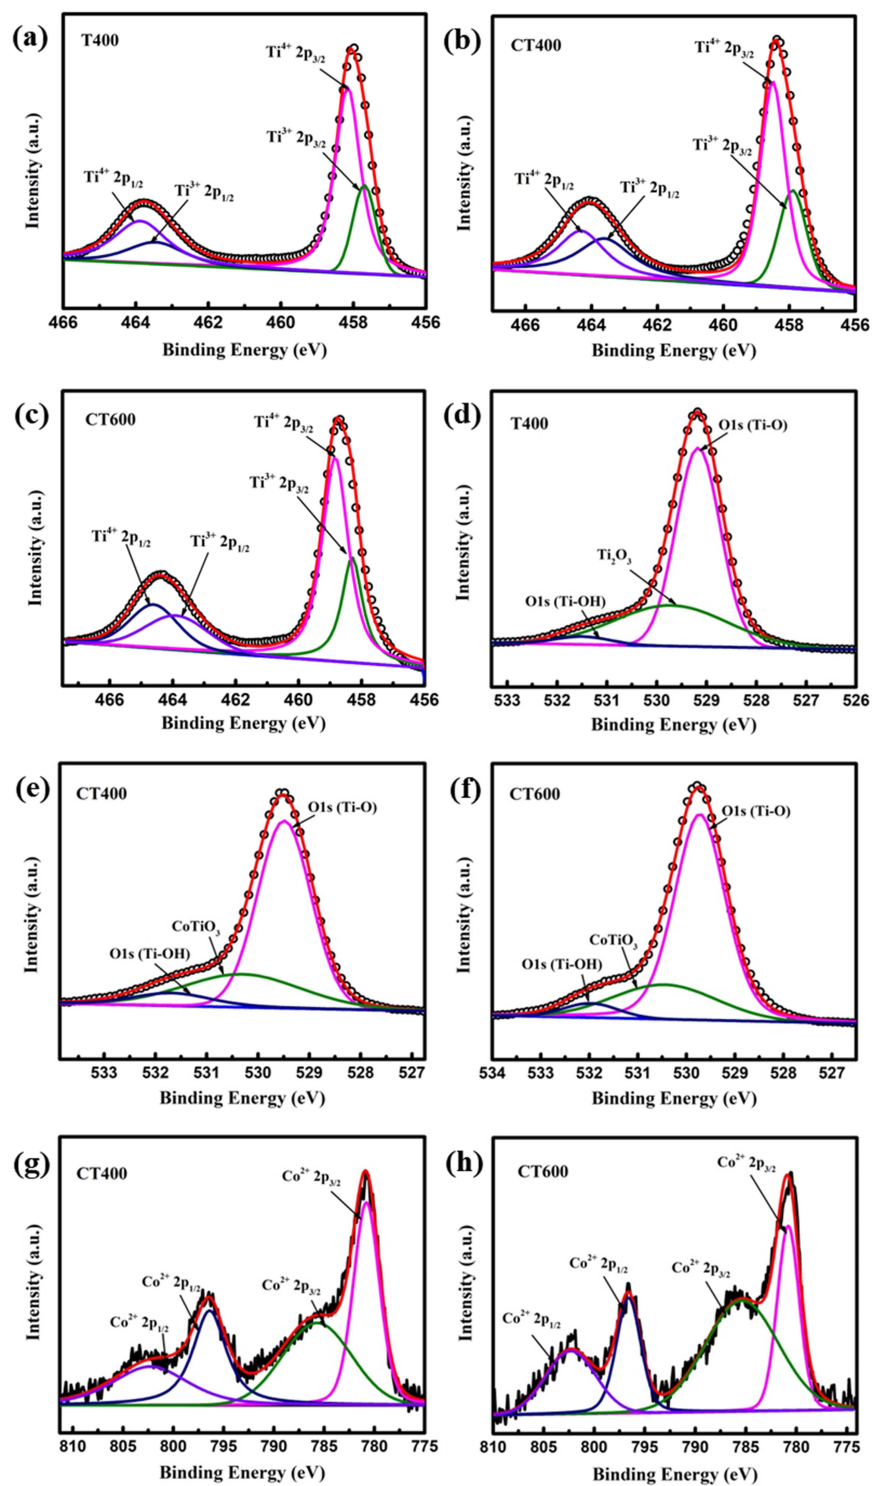 (a)
T400
Ti⁴⁺ 2p₃/₂
Ti³⁺ 2p₃/₂
Ti⁴⁺ 2p₁/₂
Ti³⁺ 2p₁/₂
Intensity (a.u.)
466 464 462 460 458 456
Binding Energy (eV)
(b)
CT400
Ti⁴⁺ 2p₃/₂
Ti³⁺ 2p₃/₂
Ti⁴⁺ 2p₁/₂
Ti³⁺ 2p₁/₂
Intensity (a.u.)
466 464 462 460 458 456
Binding Energy (eV)
(c)
CT600
Ti⁴⁺ 2p₃/₂
Ti³⁺ 2p₃/₂
Ti⁴⁺ 2p₁/₂
Ti³⁺ 2p₁/₂
Intensity (a.u.)
466 464 462 460 458 456
Binding Energy (eV)
(d)
T400
O1s (Ti-O)
Ti₂O₃
O1s (Ti-OH)
Intensity (a.u.)
533 532 531 530 529 528 527 526
Binding Energy (eV)
(e)
CT400
O1s (Ti-O)
CoTiO₃
O1s (Ti-OH)
Intensity (a.u.)
533 532 531 530 529 528 527
Binding Energy (eV)
(f)
CT600
O1s (Ti-O)
CoTiO₃
O1s (Ti-OH)
Intensity (a.u.)
534 533 532 531 530 529 528 527
Binding Energy (eV)
(g)
CT400
Co²⁺ 2p₃/₂
Co²⁺ 2p₁/₂
Co²⁺ 2p₃/₂
Co²⁺ 2p₁/₂
Intensity (a.u.)
810 805 800 795 790 785 780 775
Binding Energy (eV)
(h)
CT600
Co²⁺ 2p₃/₂
Co²⁺ 2p₁/₂
Co²⁺ 2p₃/₂
Co²⁺ 2p₁/₂
Intensity (a.u.)
810 805 800 795 790 785 780 775
Binding Energy (eV)